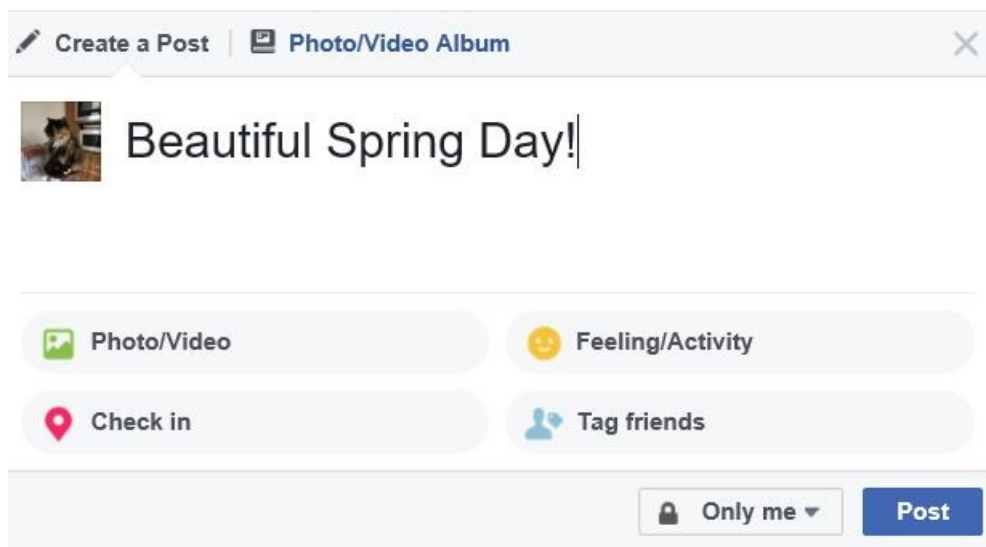 Create a Post Photo/Video Album
Beautiful Spring Day!
Photo/Video Feeling/Activity
Check in Tag friends
Only me Post